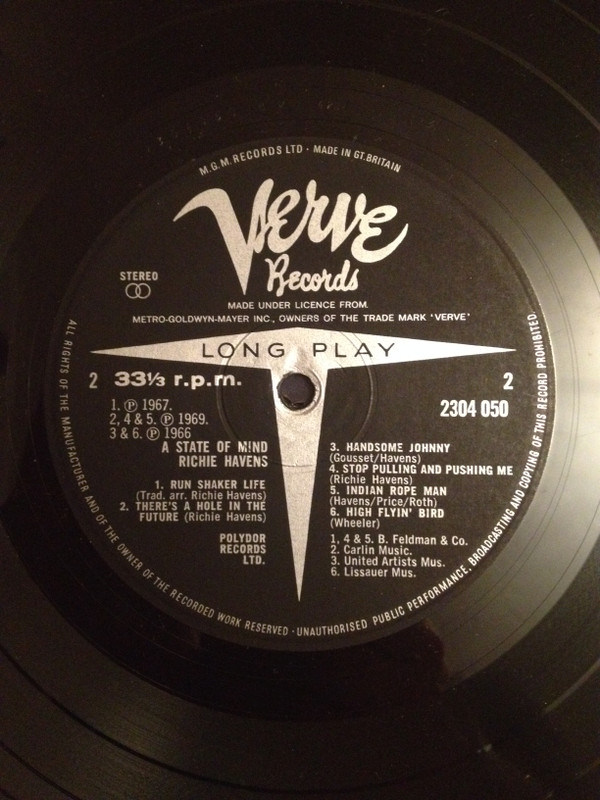 M.G.M. RECORDS LTD · MADE IN GT. BRITAIN
Verve
Records
STEREO
MADE UNDER LICENCE FROM.
METRO-GOLDWYN-MAYER INC., OWNERS OF THE TRADE MARK 'VERVE'
LONG PLAY
2 33⅓ r.p.m.
2
2304 050
1. ℗ 1967.
2, 4 & 5. ℗ 1969.
3 & 6. ℗ 1966
A STATE OF MIND
RICHIE HAVENS
1. RUN SHAKER LIFE
(Trad. arr. Richie Havens)
2. THERE'S A HOLE IN THE
FUTURE (Richie Havens)
POLYDOR
RECORDS
LTD.
3. HANDSOME JOHNNY
(Gousset/Havens)
4. STOP PULLING AND PUSHING ME
(Richie Havens)
5. INDIAN ROPE MAN
(Havens/Price/Roth)
6. HIGH FLYIN' BIRD
(Wheeler)
1, 4 & 5. B. Feldman & Co.
2. Carlin Music.
3. United Artists Mus.
6. Lissauer Mus.
ALL RIGHTS OF THE MANUFACTURER AND OF THE OWNER OF THE RECORDED WORK RESERVED · UNAUTHORISED PUBLIC PERFORMANCE, BROADCASTING AND COPYING OF THIS RECORD PROHIBITED.